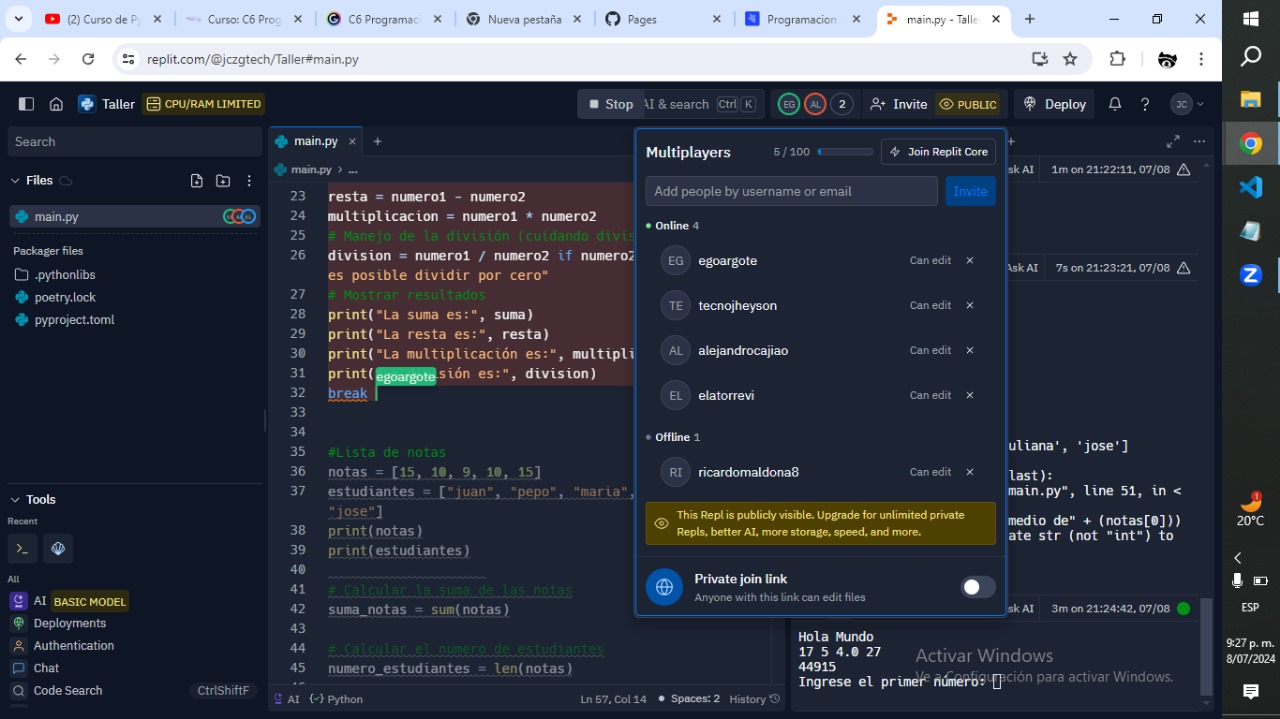 (2) Curso de Py
Curso: C6 Prog
C6 Programaci
Nueva pestaña
Pages
Programacion
main.py - Talle
replit.com/@jczgtech/Taller#main.py
Taller
CPU/RAM LIMITED
Stop
AI & search
Ctrl
K
EG
AL
2
Invite
PUBLIC
Deploy
JC
Search
main.py
main.py > ...
Files
main.py
Packager files
.pythonlibs
poetry.lock
pyproject.toml
23 resta = numero1 - numero2
24 multiplicacion = numero1 * numero2
25 # Manejo de la división (cuidando divis
26 division = numero1 / numero2 if numero2
es posible dividir por cero"
27 # Mostrar resultados
28 print("La suma es:", suma)
29 print("La resta es:", resta)
30 print("La multiplicación es:", multipli
31 print( egoargote sión es:", division)
32 break
33
34
35 #Lista de notas
36 notas = [15, 10, 9, 10, 15]
37 estudiantes = ["juan", "pepo", "maria",
"jose"]
38 print(notas)
39 print(estudiantes)
40
41 # Calcular la suma de las notas
42 suma_notas = sum(notas)
43
44 # Calcular el numero de estudiantes
45 numero_estudiantes = len(notas)
Multiplayers
5 / 100
Join Replit Core
Add people by username or email
Invite
Online 4
EG egoargote Can edit
TE tecnojheyson Can edit
AL alejandrocajiao Can edit
EL elatorrevi Can edit
Offline 1
RI ricardomaldona8 Can edit
This Repl is publicly visible. Upgrade for unlimited private
Repls, better AI, more storage, speed, and more.
Private join link
Anyone with this link can edit files
sk AI 1m on 21:22:11, 07/08
Ask AI 7s on 21:23:21, 07/08
uliana', 'jose']
last):
main.py", line 51, in <
medio de" + (notas[0]))
ate str (not "int") to
sk AI 3m on 21:24:42, 07/08
Hola Mundo
17 5 4.0 27
44915
Ingrese el primer número:
Activar Windows
Ve a Configuración para activar Windows.
Tools
Recent
All
AI BASIC MODEL
Deployments
Authentication
Chat
Code Search
CtrlShiftF
AI
Python
Ln 57, Col 14
Spaces: 2
History
1
20°C
ESP
9:27 p. m.
8/07/2024